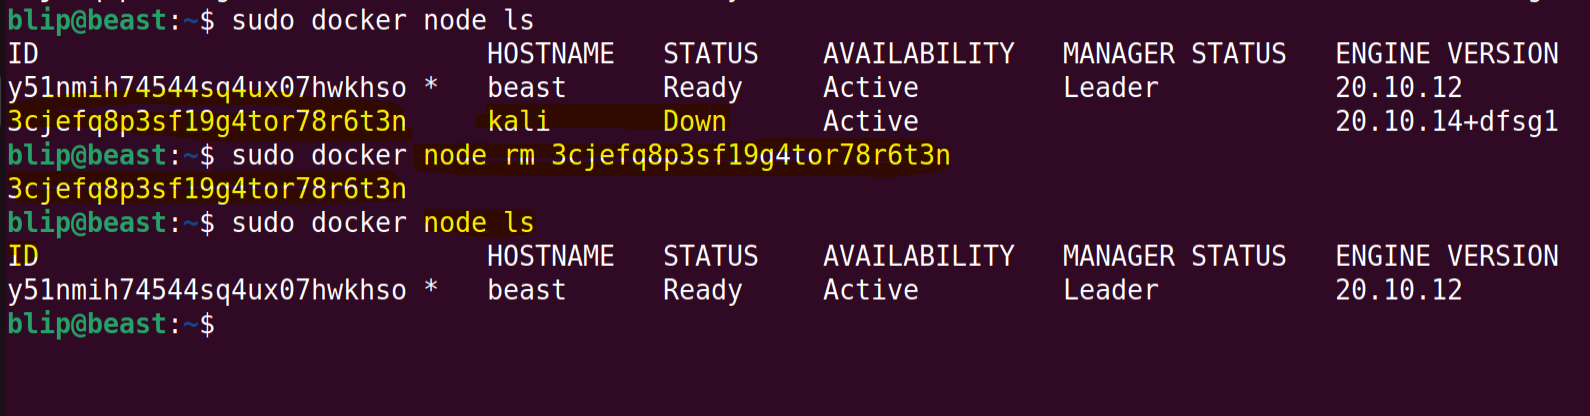 blip@beast:~$ sudo docker node ls
ID HOSTNAME STATUS AVAILABILITY MANAGER STATUS ENGINE VERSION
y51nmih74544sq4ux07hwkhso * beast Ready Active Leader 20.10.12
3cjefq8p3sf19g4tor78r6t3n kali Down Active 20.10.14+dfsg1
blip@beast:~$ sudo docker node rm 3cjefq8p3sf19g4tor78r6t3n
3cjefq8p3sf19g4tor78r6t3n
blip@beast:~$ sudo docker node ls
ID HOSTNAME STATUS AVAILABILITY MANAGER STATUS ENGINE VERSION
y51nmih74544sq4ux07hwkhso * beast Ready Active Leader 20.10.12
blip@beast:~$